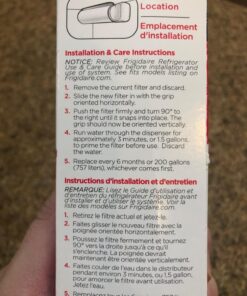 Location
Emplacement
d'installation
Installation & Care Instructions
NOTICE: Review Frigidaire Refrigerator
Use & Care Guide before installation and
use of system. See fits models listing on
Frigidaire.com.
1. Remove the current filter and discard.
2. Slide the new filter in with the grip
oriented horizontally.
3. Push the filter firmly and turn 90° to
the right until it snaps into place. The
grip should now be oriented vertically.
4. Run water through the dispenser for
approximately 3 minutes, or 1.5 gallons,
to prime the filter before use. Discard
the water.
5. Replace every 6 months or 200 gallons
(757 liters), whichever comes first.
Instructions d'installation et d'entretien
REMARQUE: Lisez le Guide d'utilisation et
d'entretien du réfrigérateur Frigidaire avant
d'installer et d'utiliser le système. Voir la
liste des modèles sur Frigidaire.com.
1. Retirez le filtre actuel et jetez-le.
2. Faites glisser le nouveau filtre avec la
poignée orientée horizontalement.
3. Poussez le filtre fermement et tournez
90° vers la droite jusqu'à ce qu'il
s'enclenche. La poignée devrait
maintenant être orientée verticalement.
4. Faites couler de l'eau dans le distributeur
pendant environ 3 minutes, ou 1,5 gallon,
pour amorcer le filtre avant utilisation.
Jetez l'eau.
5. Remplacez tous les